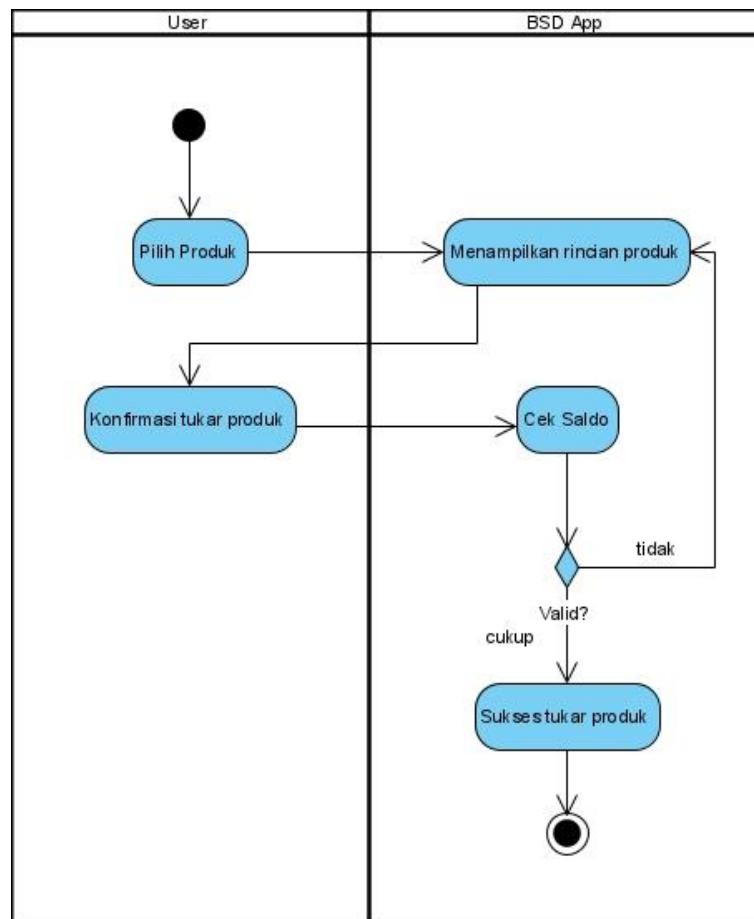 User
BSD App
Pilih Produk
Menampilkan rincian produk
Konfirmasi tukar produk
Cek Saldo
tidak
Valid?
cukup
Sukses tukar produk